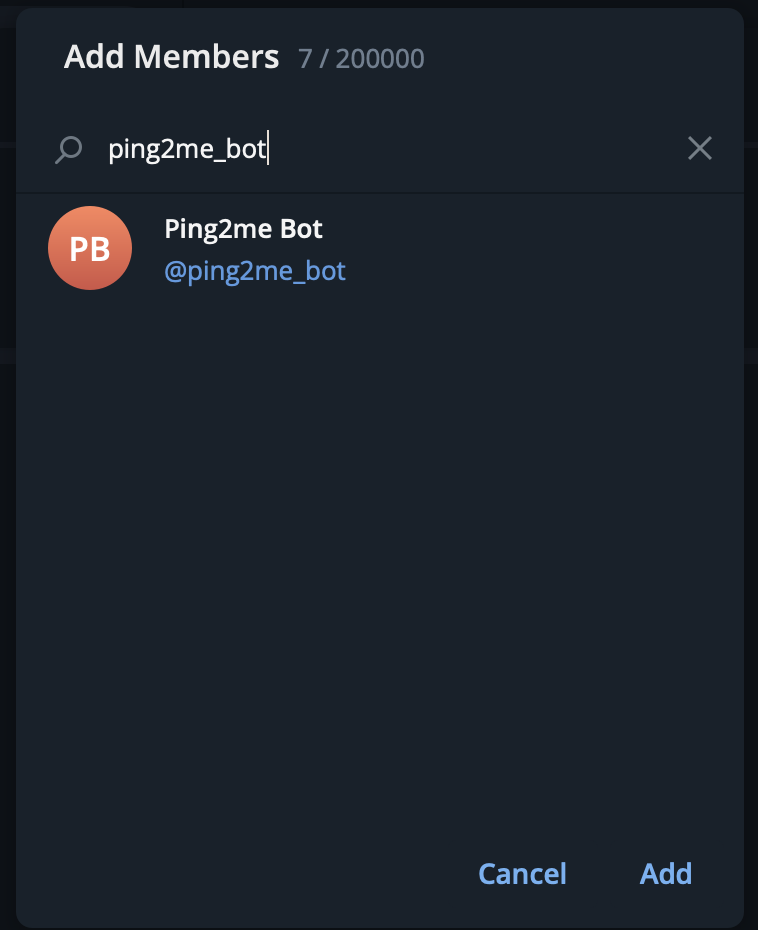 Add Members 7 / 200000
ping2me_bot
PB
Ping2me Bot
@ping2me_bot
Cancel Add